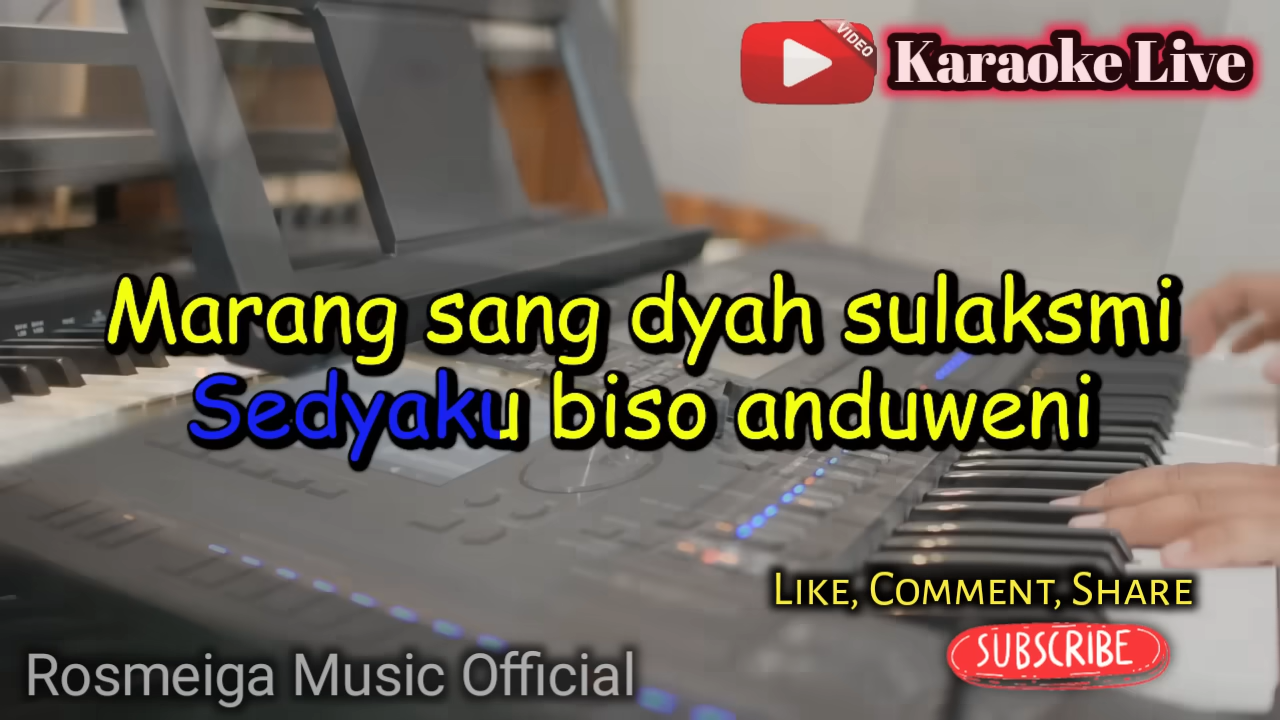 VIDEO
Karaoke Live
Marang sang dyah sulaksmi
Sedyaku biso anduweni
Like, Comment, Share
SUBSCRIBE
Rosmeiga Music Official